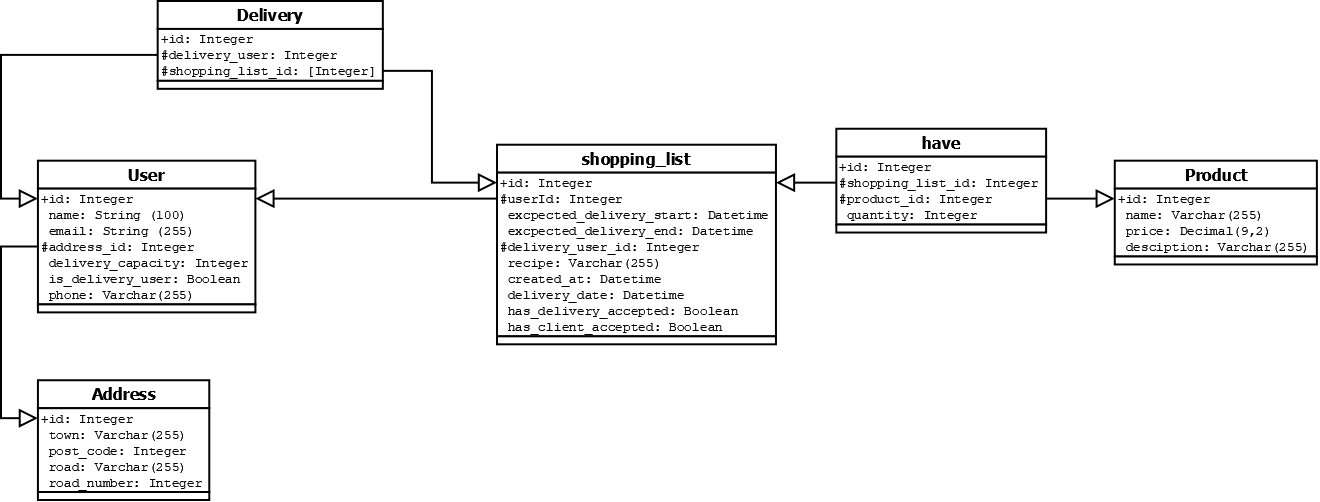 Delivery
+id: Integer
#delivery_user: Integer
#shopping_list_id: [Integer]
User
+id: Integer
name: String (100)
email: String (255)
#address_id: Integer
delivery_capacity: Integer
is_delivery_user: Boolean
phone: Varchar(255)
Address
+id: Integer
town: Varchar(255)
post_code: Integer
road: Varchar(255)
road_number: Integer
shopping_list
+id: Integer
#userId: Integer
excpected_delivery_start: Datetime
excpected_delivery_end: Datetime
#delivery_user_id: Integer
recipe: Varchar(255)
created_at: Datetime
delivery_date: Datetime
has_delivery_accepted: Boolean
has_client_accepted: Boolean
have
+id: Integer
#shopping_list_id: Integer
#product_id: Integer
quantity: Integer
Product
+id: Integer
name: Varchar(255)
price: Decimal(9,2)
desciption: Varchar(255)